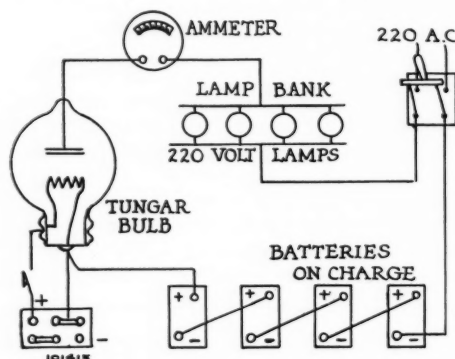 AMMETER
220 A.C.
LAMP BANK
220 VOLT LAMPS
TUNGAR
BULB
BATTERIES
ON CHARGE
+ + + + +
- - - - -